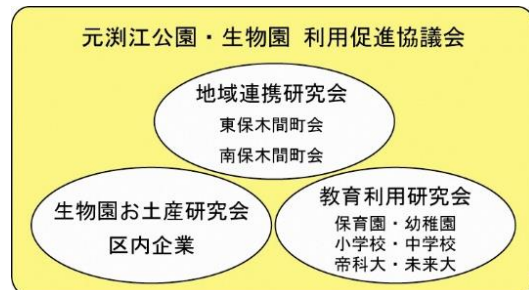 元渕江公園・生物園 利用促進協議会
地域連携研究会
東保木間町会
南保木間町会
生物園お土産研究会
区内企業
教育利用研究会
保育園・幼稚園
小学校・中学校
帝科大・未来大